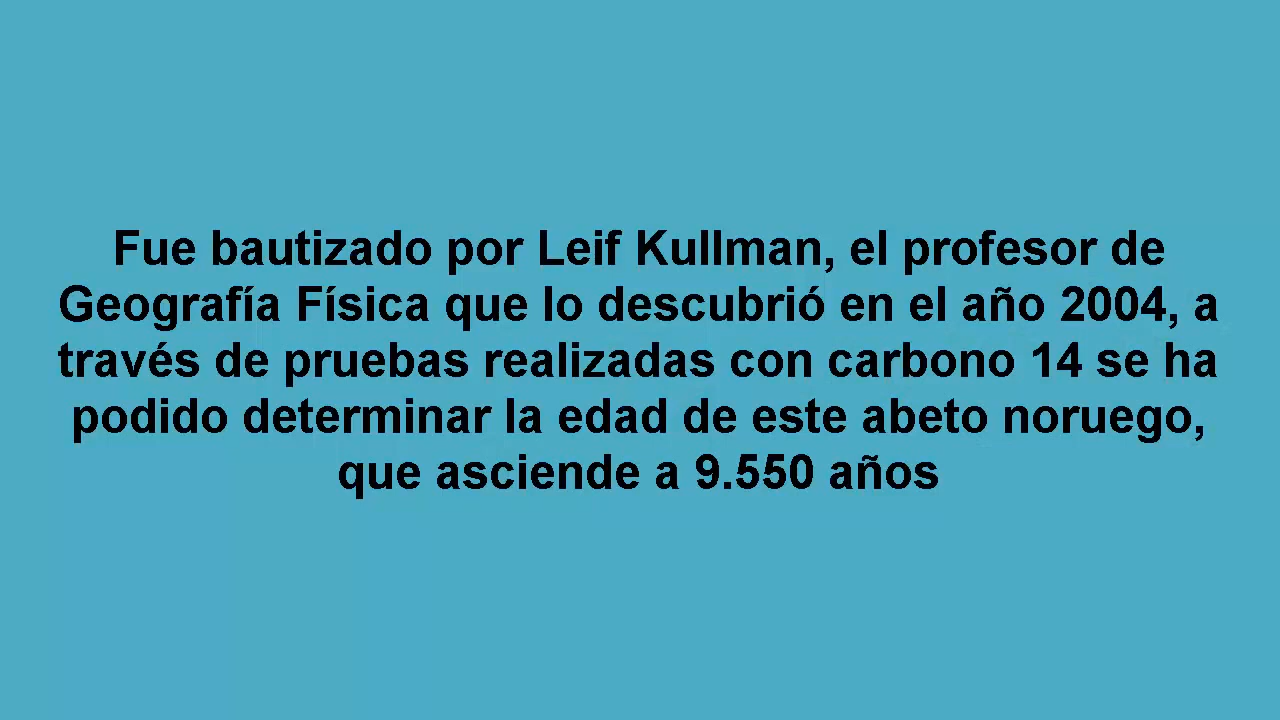 Fue bautizado por Leif Kullman, el profesor de
Geografía Física que lo descubrió en el año 2004, a
través de pruebas realizadas con carbono 14 se ha
podido determinar la edad de este abeto noruego,
que asciende a 9.550 años